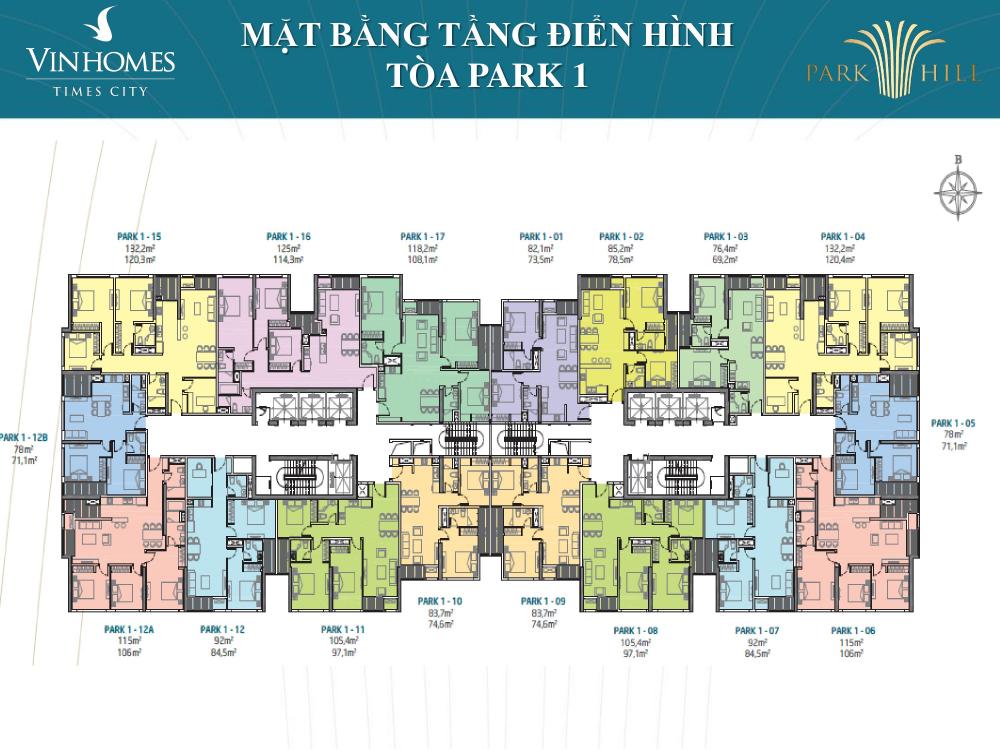 VINHOMES
TIMES CITY
MẶT BẰNG TẦNG ĐIỂN HÌNH
TÒA PARK 1
PARK HILL
B
PARK 1 - 15
132,2m²
120,3m²
PARK 1 - 16
125m²
114,3m²
PARK 1 - 17
118,2m²
108,1m²
PARK 1 - 01
82,1m²
73,5m²
PARK 1 - 02
85,2m²
78,5m²
PARK 1 - 03
76,4m²
69,2m²
PARK 1 - 04
132,2m²
120,4m²
PARK 1 - 12B
78m²
71,1m²
PARK 1 - 05
78m²
71,1m²
PARK 1 - 12A
115m²
106m²
PARK 1 - 12
92m²
84,5m²
PARK 1 - 11
105,4m²
97,1m²
PARK 1 - 10
83,7m²
74,6m²
PARK 1 - 09
83,7m²
74,6m²
PARK 1 - 08
105,4m²
97,1m²
PARK 1 - 07
92m²
84,5m²
PARK 1 - 06
115m²
106m²